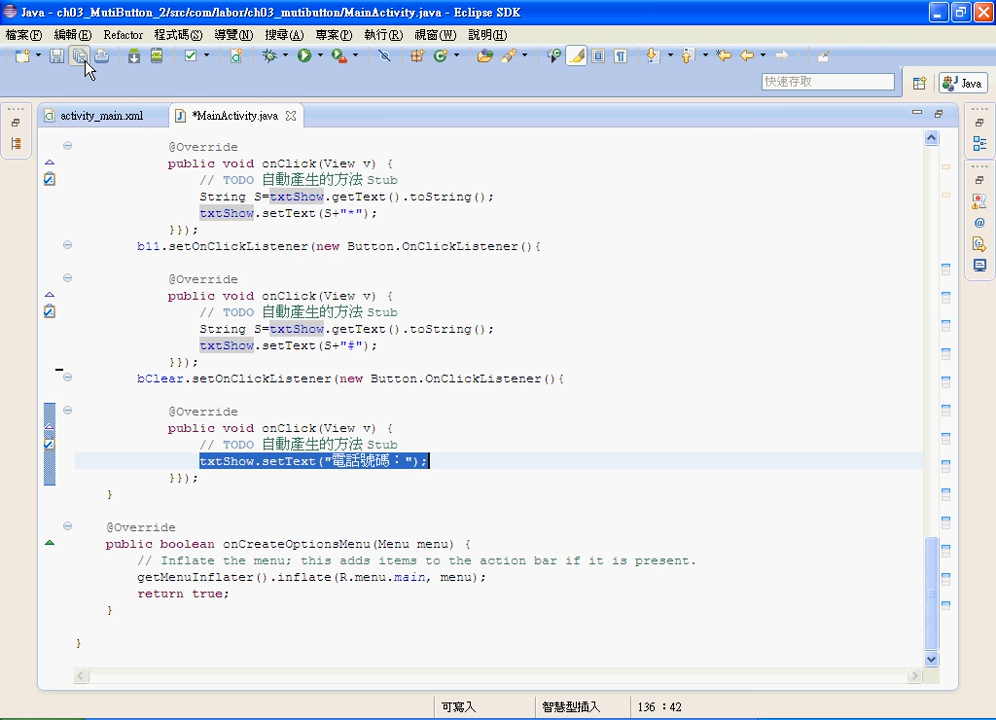 Java - ch03_MutiButton_2/src/com/labor/ch03_mutibutton/MainActivity.java - Eclipse SDK
檔案(F) 編輯(E) Refactor 程式碼(S) 導覽(N) 搜尋(A) 專案(P) 執行(R) 視窗(W) 說明(H)
快速存取
Java
activity_main.xml *MainActivity.java
@Override
public void onClick(View v) {
// TODO 自動產生的方法 Stub
String S=txtShow.getText().toString();
txtShow.setText(S+"*");
}});
b11.setOnClickListener(new Button.OnClickListener(){
@Override
public void onClick(View v) {
// TODO 自動產生的方法 Stub
String S=txtShow.getText().toString();
txtShow.setText(S+"#");
}});
bClear.setOnClickListener(new Button.OnClickListener(){
@Override
public void onClick(View v) {
// TODO 自動產生的方法 Stub
txtShow.setText("電話號碼：");
}});
}
@Override
public boolean onCreateOptionsMenu(Menu menu) {
// Inflate the menu; this adds items to the action bar if it is present.
getMenuInflater().inflate(R.menu.main, menu);
return true;
}
}
可寫入 智慧型插入 136 : 42